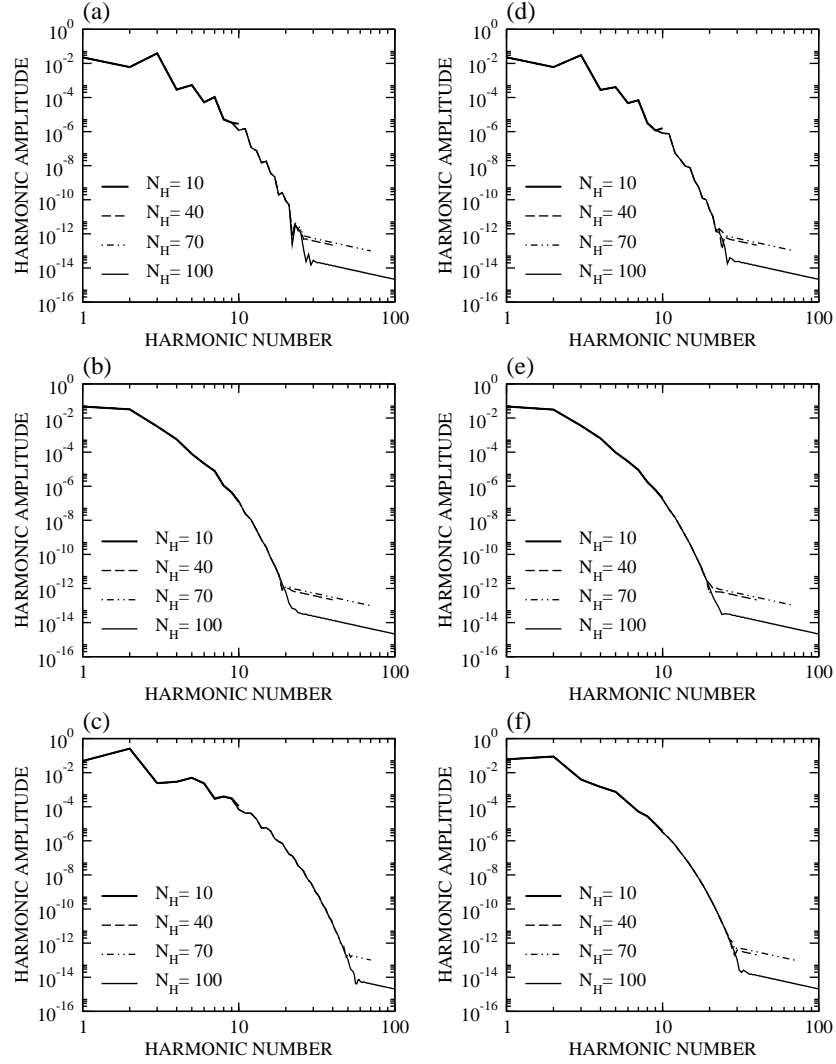 (a)
HARMONIC AMPLITUDE
10^0
10^-2
10^-4
10^-6
10^-8
10^-10
10^-12
10^-14
10^-16
N_H= 10
N_H= 40
N_H= 70
N_H= 100
1
10
100
HARMONIC NUMBER
(d)
HARMONIC AMPLITUDE
10^0
10^-2
10^-4
10^-6
10^-8
10^-10
10^-12
10^-14
10^-16
N_H= 10
N_H= 40
N_H= 70
N_H= 100
1
10
100
HARMONIC NUMBER
(b)
HARMONIC AMPLITUDE
10^0
10^-2
10^-4
10^-6
10^-8
10^-10
10^-12
10^-14
10^-16
N_H= 10
N_H= 40
N_H= 70
N_H= 100
1
10
100
HARMONIC NUMBER
(e)
HARMONIC AMPLITUDE
10^0
10^-2
10^-4
10^-6
10^-8
10^-10
10^-12
10^-14
10^-16
N_H= 10
N_H= 40
N_H= 70
N_H= 100
1
10
100
HARMONIC NUMBER
(c)
HARMONIC AMPLITUDE
10^0
10^-2
10^-4
10^-6
10^-8
10^-10
10^-12
10^-14
10^-16
N_H= 10
N_H= 40
N_H= 70
N_H= 100
1
10
100
HARMONIC NUMBER
(f)
HARMONIC AMPLITUDE
10^0
10^-2
10^-4
10^-6
10^-8
10^-10
10^-12
10^-14
10^-16
N_H= 10
N_H= 40
N_H= 70
N_H= 100
1
10
100
HARMONIC NUMBER